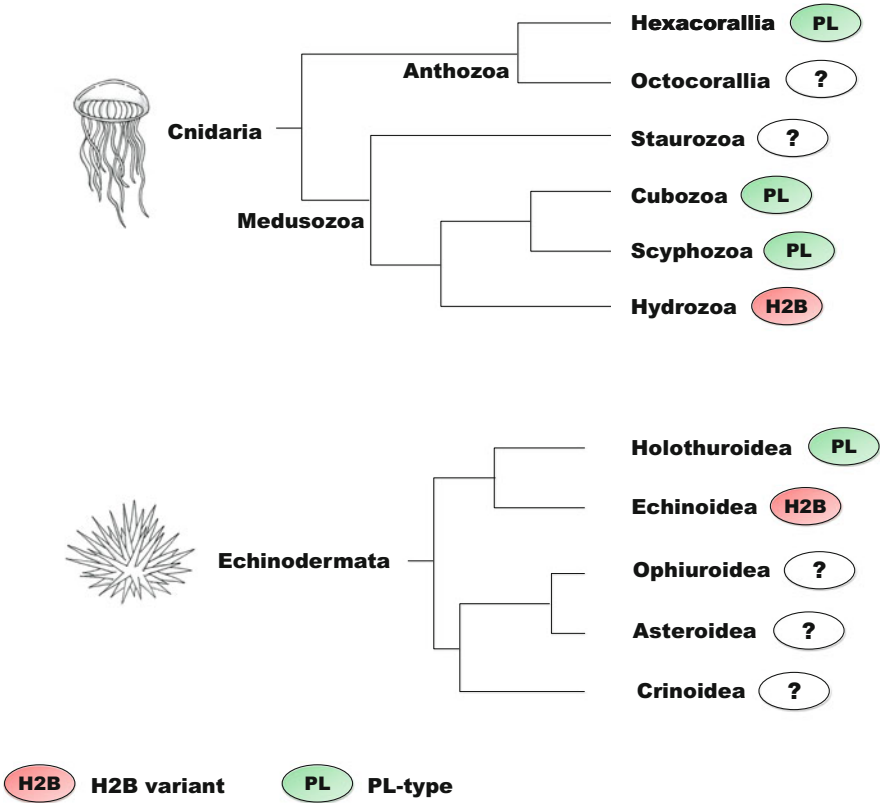 Hexacorallia PL
Anthozoa
Octocorallia ?
Cnidaria
Staurozoa ?
Cubozoa PL
Medusozoa
Scyphozoa PL
Hydrozoa H2B
Holothuroidea PL
Echinoidea H2B
Echinodermata
Ophiuroidea ?
Asteroidea ?
Crinoidea ?
H2B H2B variant PL PL-type